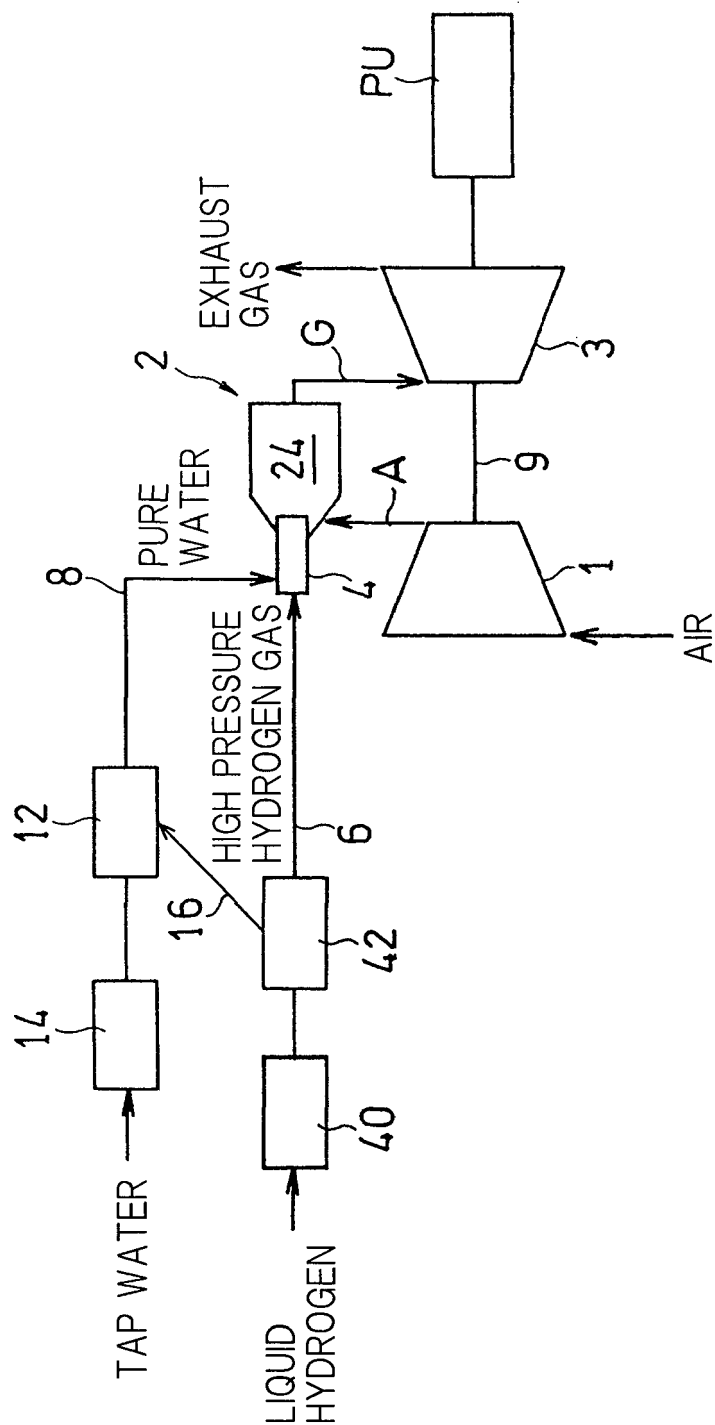 TAP WATER
14
12
8
PURE
WATER
2
EXHAUST
GAS
PU
16
HIGH PRESSURE
HYDROGEN GAS
24
G
LIQUID
HYDROGEN
40
42
6
4
A
9
3
AIR
1